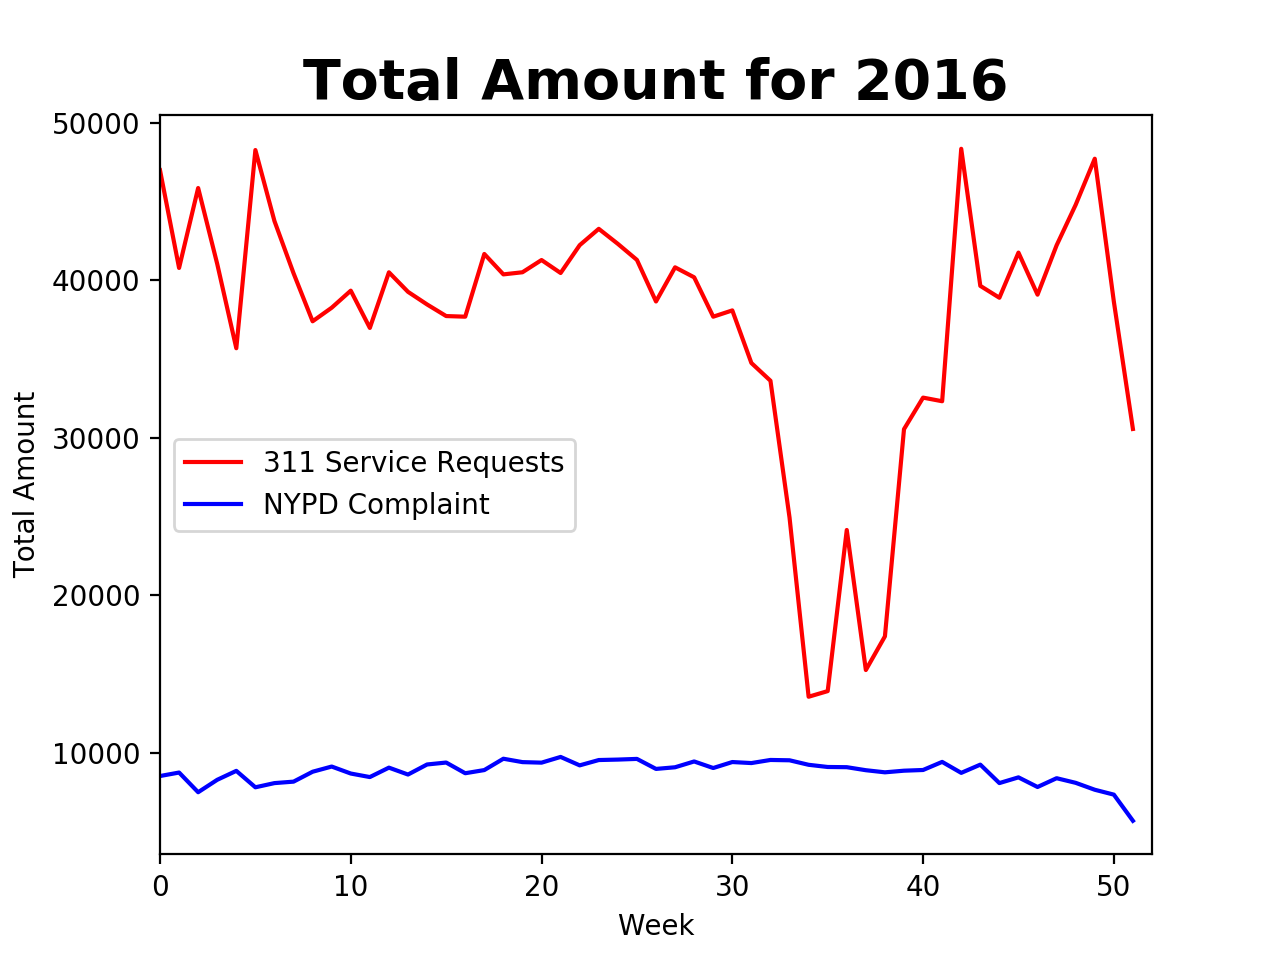 Total Amount for 2016
50000
40000
30000
20000
10000
Total Amount
311 Service Requests
NYPD Complaint
0 10 20 30 40 50
Week